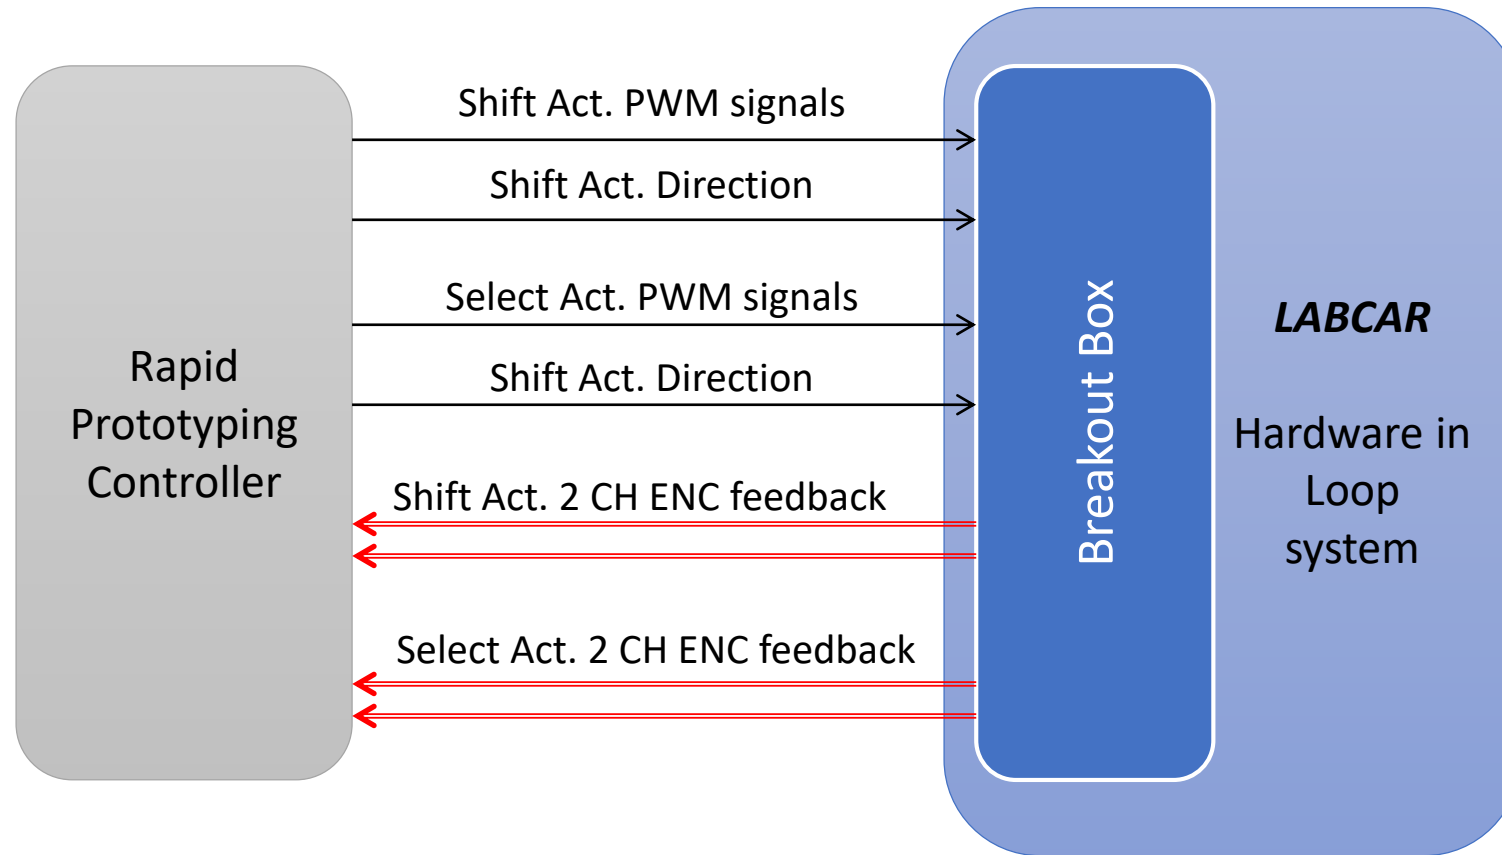 Shift Act. PWM signals
Shift Act. Direction
Select Act. PWM signals
Shift Act. Direction
Shift Act. 2 CH ENC feedback
Select Act. 2 CH ENC feedback
Rapid
Prototyping
Controller
Breakout Box
LABCAR
Hardware in
Loop
system